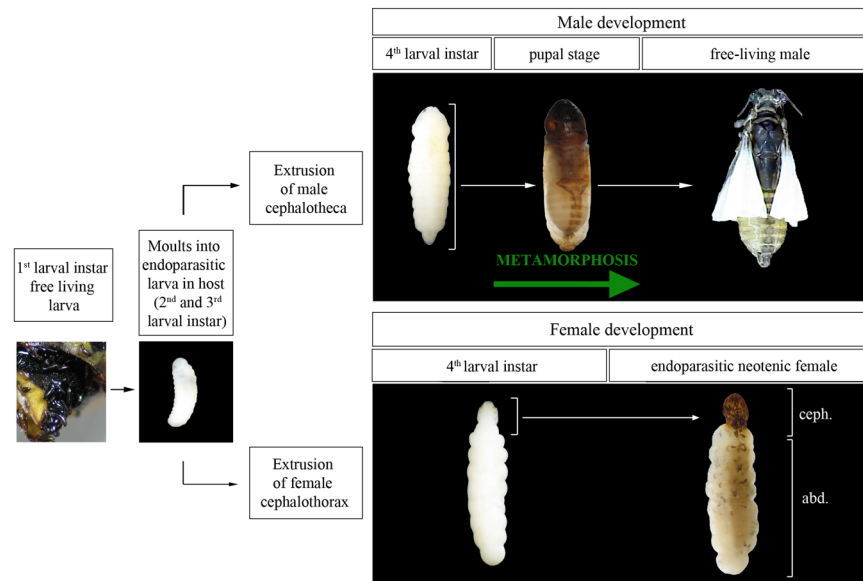 Male development
4th larval instar
pupal stage
free-living male
METAMORPHOSIS
Extrusion
of male
cephalotheca
1st larval instar
free living
larva
Moults into
endoparasitic
larva in host
(2nd and 3rd
larval instar)
Extrusion
of female
cephalothorax
Female development
4th larval instar
endoparasitic neotenic female
ceph.
abd.